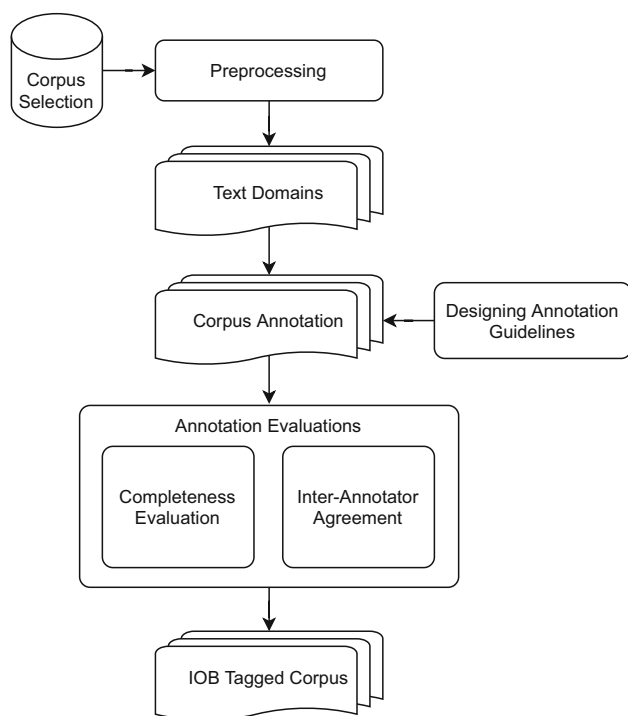 Corpus
Selection
Preprocessing
Text Domains
Corpus Annotation
Designing Annotation
Guidelines
Annotation Evaluations
Completeness
Evaluation
Inter-Annotator
Agreement
IOB Tagged Corpus